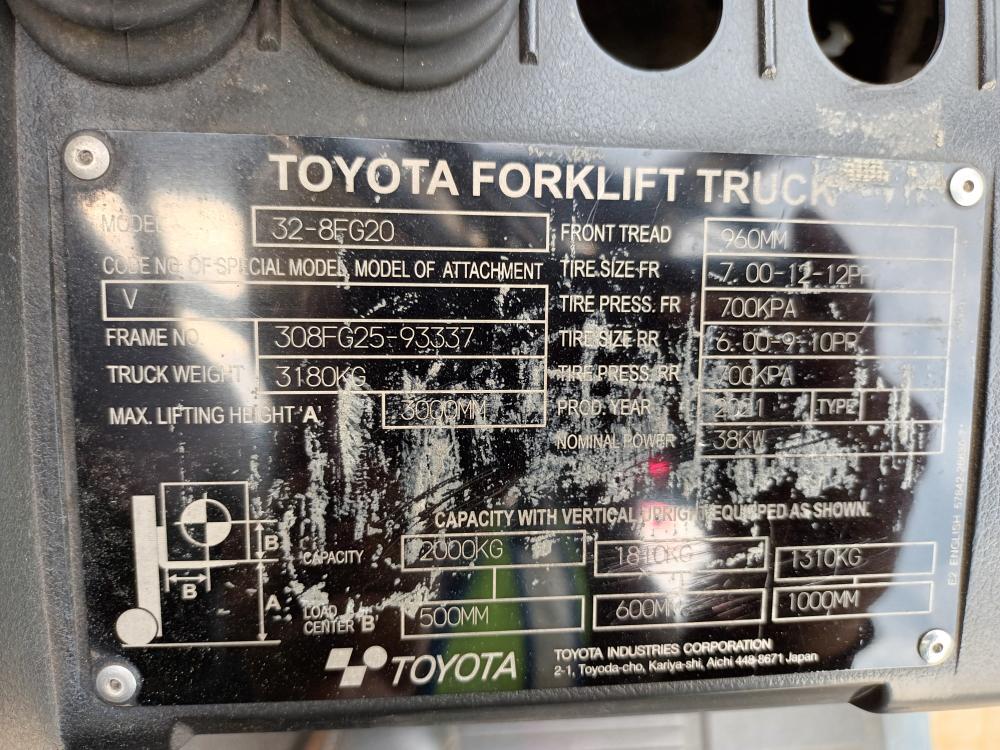 TOYOTA FORKLIFT TRUCK
MODEL 32-8FG20
CODE NO. OF SPECIAL MODEL, MODEL OF ATTACHMENT
V
FRAME NO. 308FG25-93337
TRUCK WEIGHT 3180KG
MAX. LIFTING HEIGHT 'A' 3000MM
FRONT TREAD 960MM
TIRE SIZE FR 7.00-12-12PR
TIRE PRESS. FR 700KPA
TIRE SIZE RR 6.00-9-10PR
TIRE PRESS. RR 700KPA
PROD. YEAR TYPE
NOMINAL POWER 38KW
CAPACITY WITH VERTICAL UPRIGHT EQUIPPED AS SHOWN.
CAPACITY 2000KG 1810KG 1310KG
LOAD CENTER 'B' 500MM 600MM 1000MM
B
B
A
TOYOTA
TOYOTA INDUSTRIES CORPORATION
2-1, Toyoda-cho, Kariya-shi, Aichi 448-8671 Japan
E2 ENGLISH